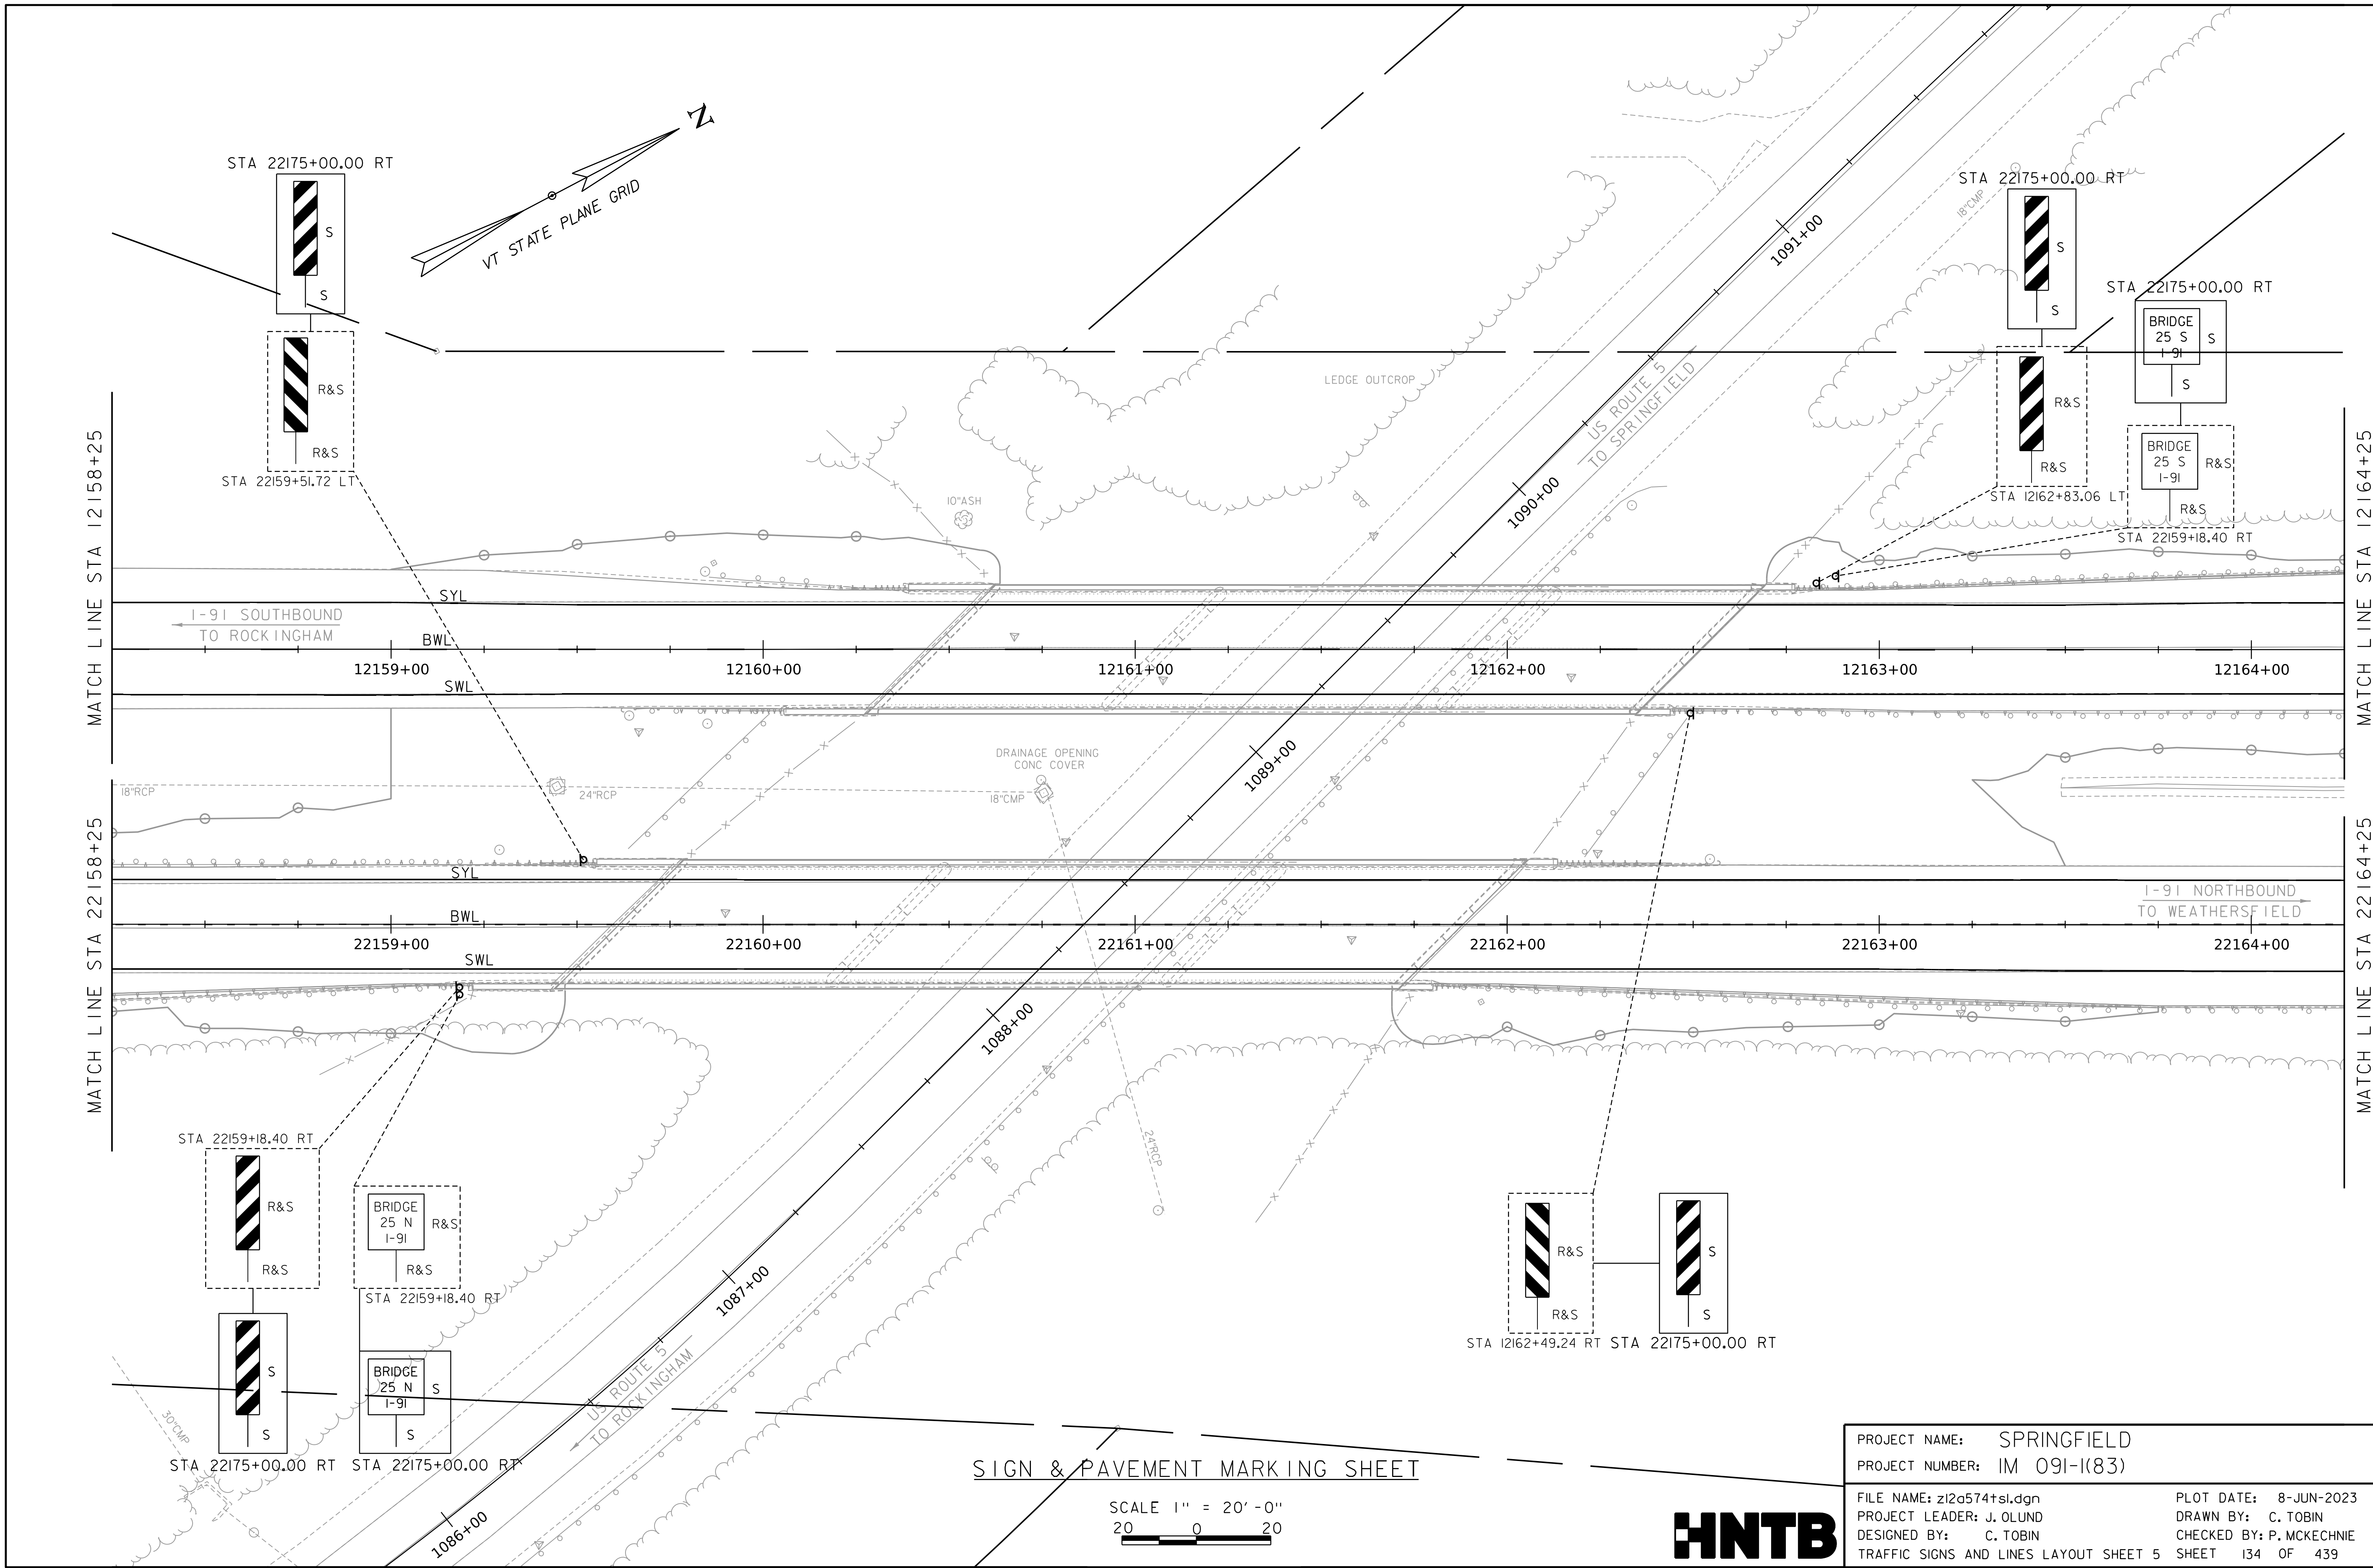 STA 22175+00.00 RT
S
S
R&S
R&S
STA 22159+51.72 LT
N
VT STATE PLANE GRID
STA 22175+00.00 RT
S
S
R&S
R&S
STA 12162+83.06 LT
STA 22175+00.00 RT
BRIDGE
25 S
I-91
S
S
BRIDGE
25 S
I-91
R&S
R&S
STA 22159+18.40 RT
18"CMP
1091+00
US ROUTE 5
TO SPRINGFIELD
LEDGE OUTCROP
1090+00
10"ASH
MATCH LINE STA 12158+25
MATCH LINE STA 12164+25
SYL
I-91 SOUTHBOUND
TO ROCKINGHAM
BWL
12159+00
12160+00
12161+00
12162+00
12163+00
12164+00
SWL
1089+00
DRAINAGE OPENING
CONC COVER
18"RCP
24"RCP
18"CMP
MATCH LINE STA 22158+25
MATCH LINE STA 22164+25
SYL
I-91 NORTHBOUND
TO WEATHERSFIELD
BWL
22159+00
22160+00
22161+00
22162+00
22163+00
22164+00
SWL
1088+00
24"RCP
STA 22159+18.40 RT
R&S
R&S
BRIDGE
25 N
I-91
R&S
R&S
STA 22159+18.40 RT
S
S
STA 22175+00.00 RT
BRIDGE
25 N
I-91
S
S
STA 22175+00.00 RT
R&S
R&S
STA 12162+49.24 RT
S
S
STA 22175+00.00 RT
1087+00
US ROUTE 5
TO ROCKINGHAM
30"CMP
1086+00
SIGN & PAVEMENT MARKING SHEET
SCALE 1" = 20'-0"
20 0 20
HNTB
PROJECT NAME: SPRINGFIELD
PROJECT NUMBER: IM 091-1(83)
FILE NAME: z12a574tsl.dgn PLOT DATE: 8-JUN-2023
PROJECT LEADER: J. OLUND DRAWN BY: C. TOBIN
DESIGNED BY: C. TOBIN CHECKED BY: P. MCKECHNIE
TRAFFIC SIGNS AND LINES LAYOUT SHEET 5 SHEET 134 OF 439